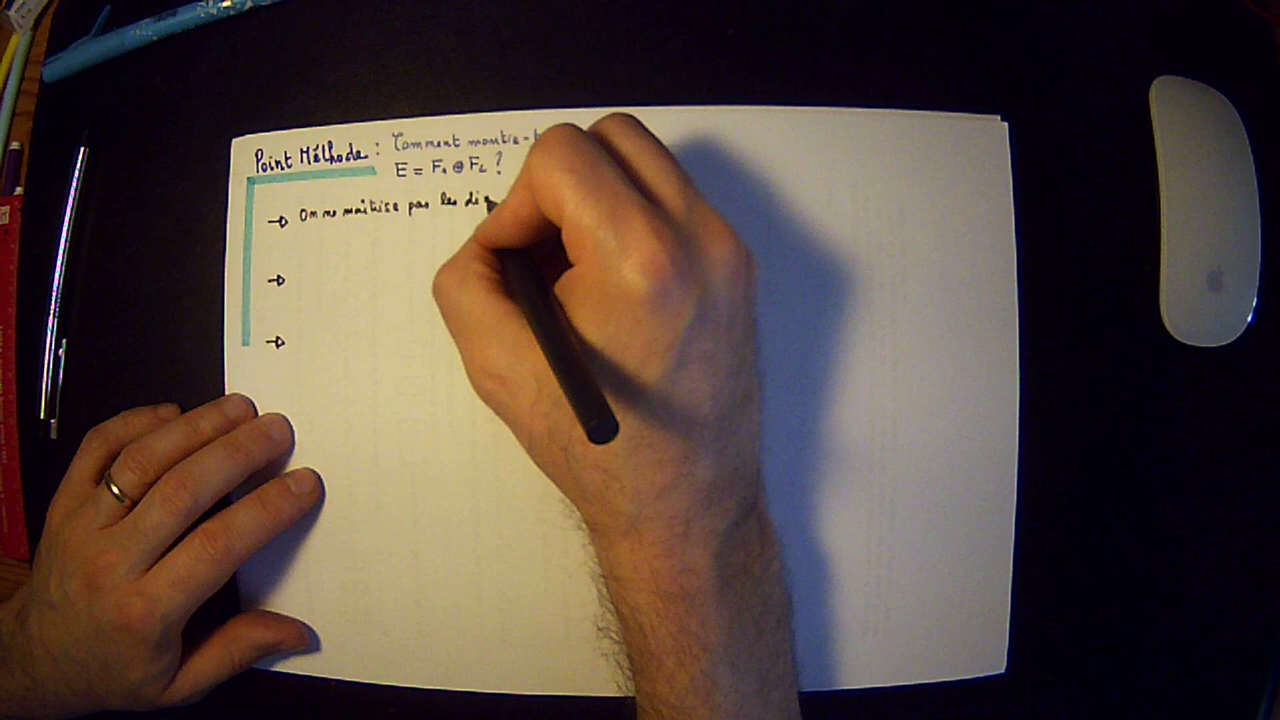 Point Méthode : Comment montre-t
E = F₁ ⊕ F₂ ?
→ On ne maîtrise pas les di
→
→